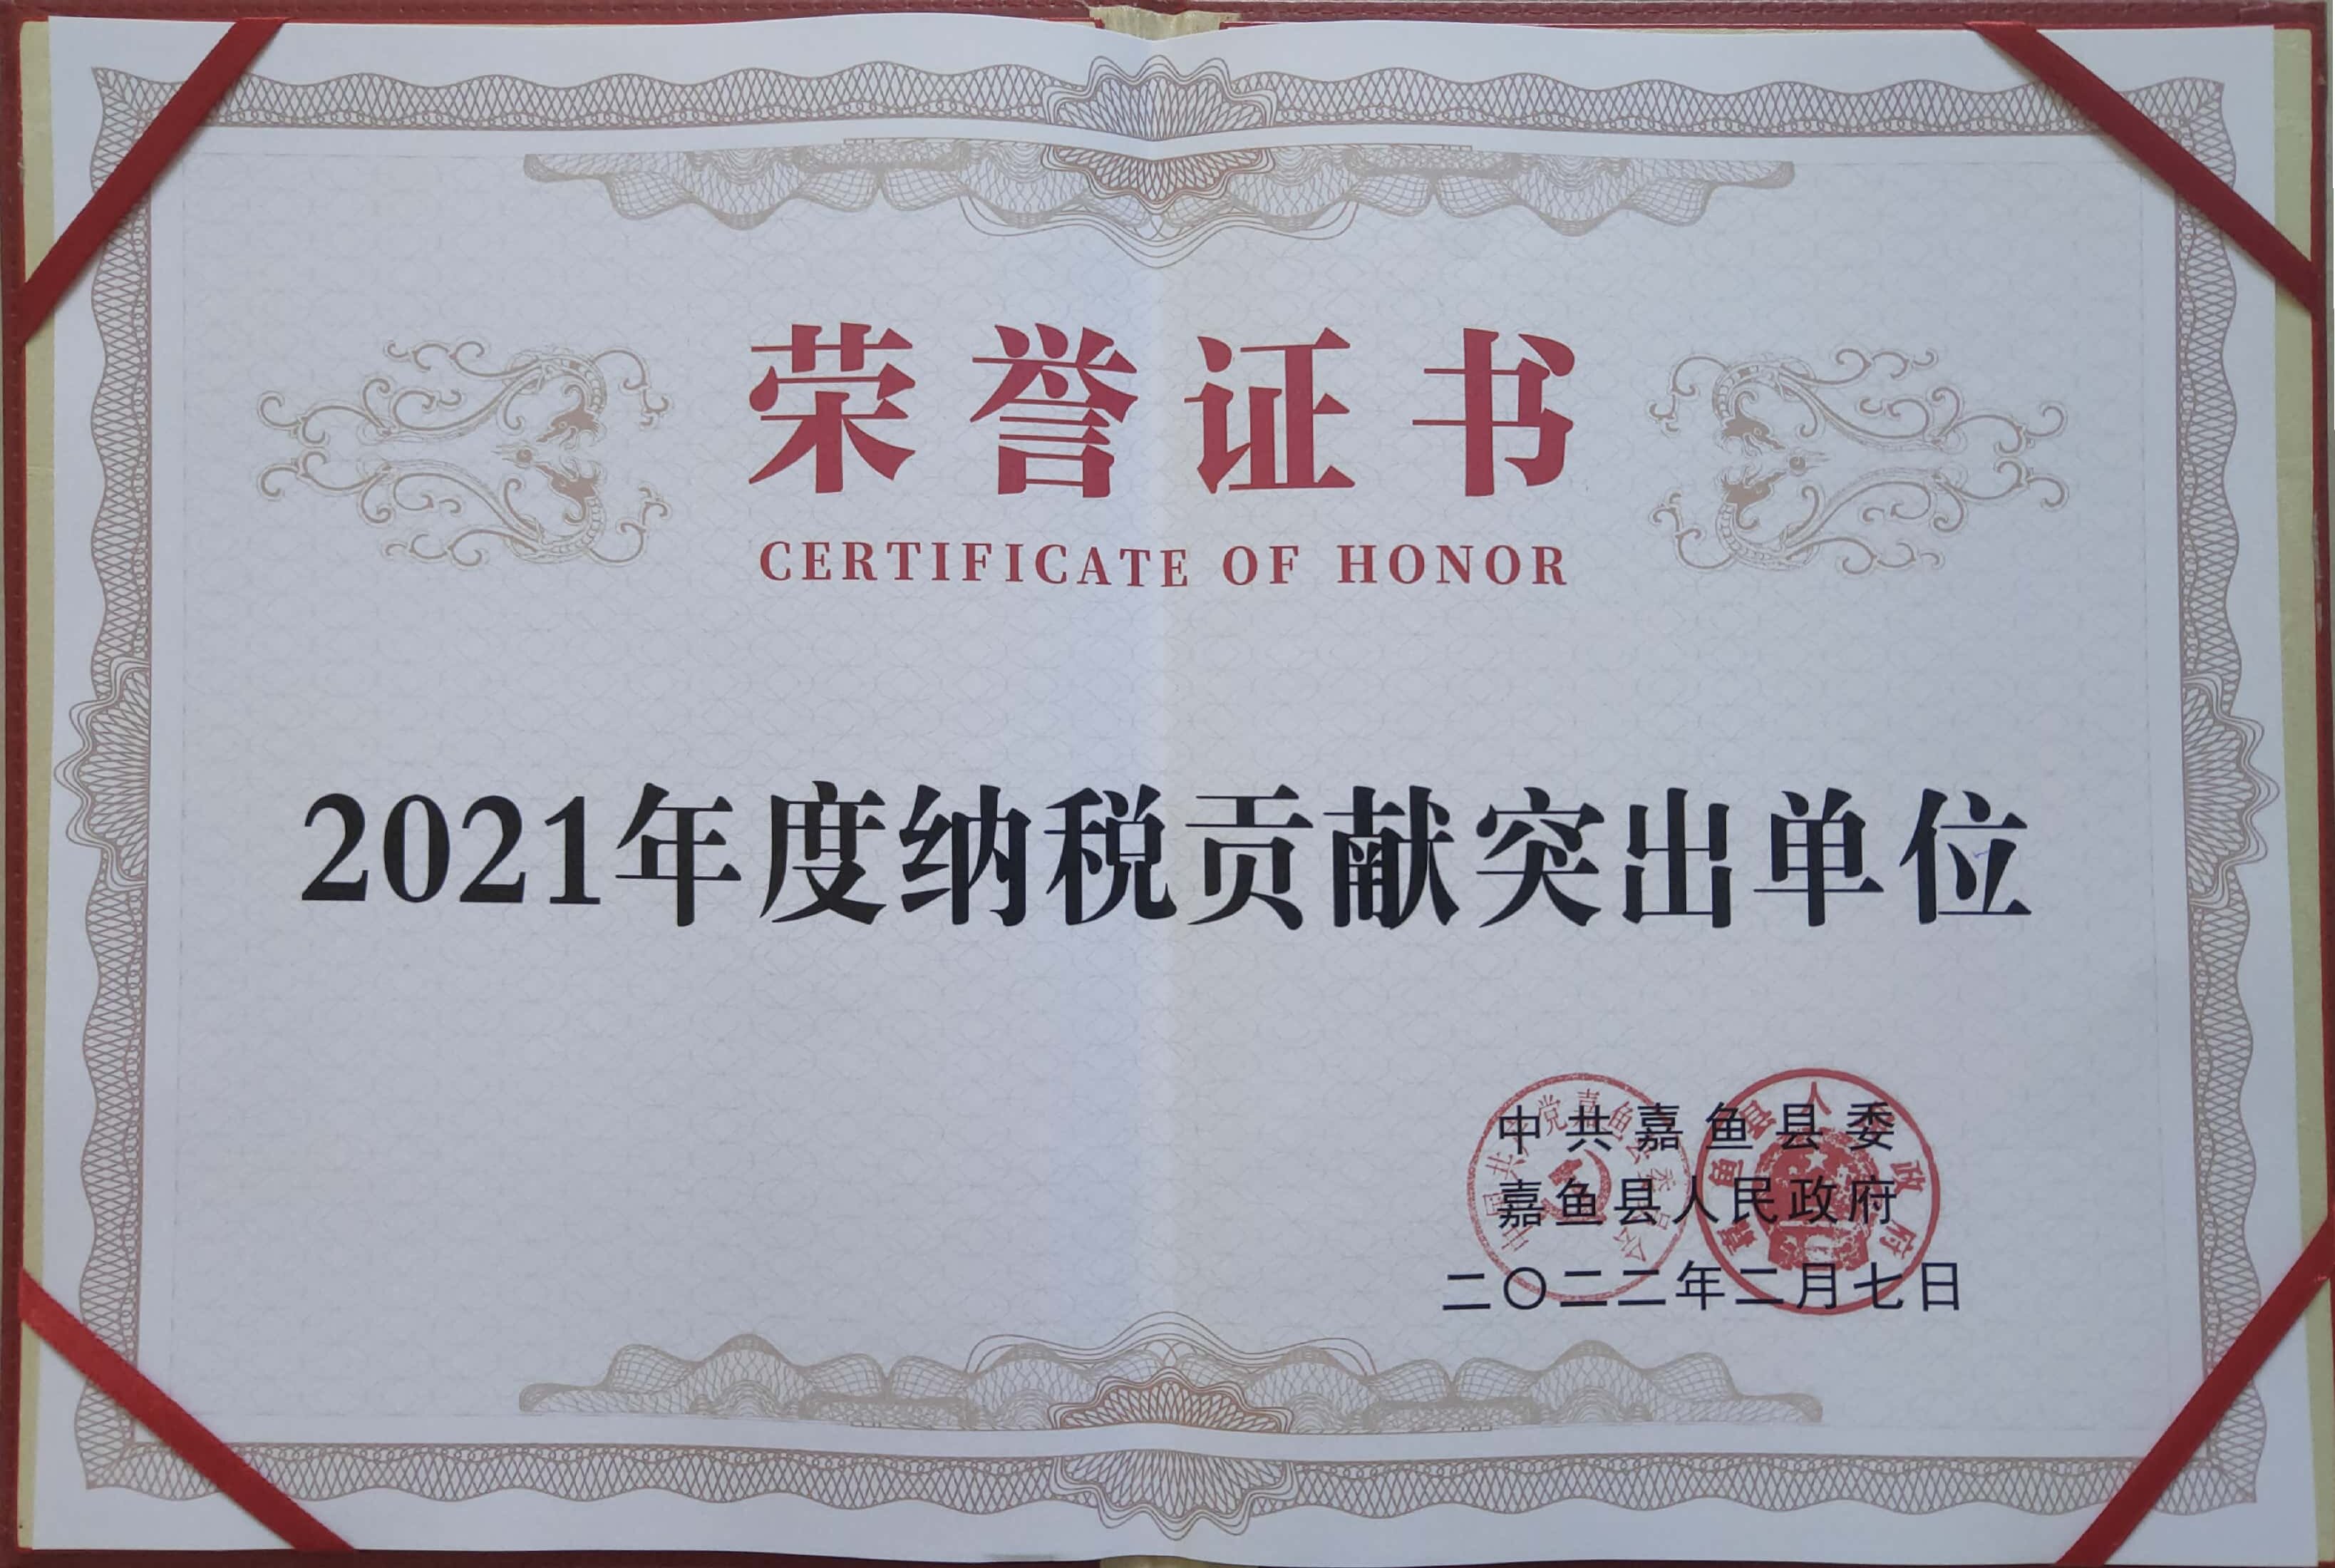 荣誉证书
CERTIFICATE OF HONOR
2021年度纳税贡献突出单位
中共嘉鱼县委
嘉鱼县人民政府
二〇二二年二月七日